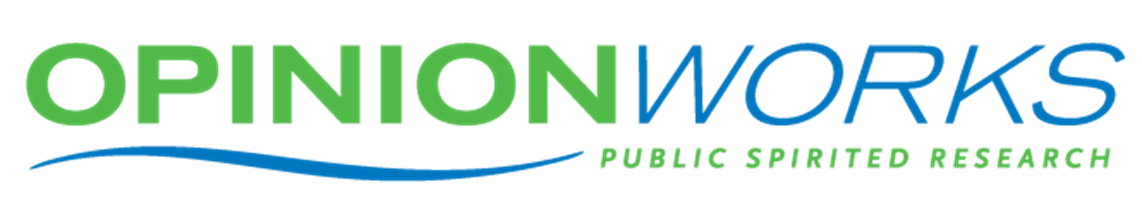 OPINIONWORKS
PUBLIC SPIRITED RESEARCH